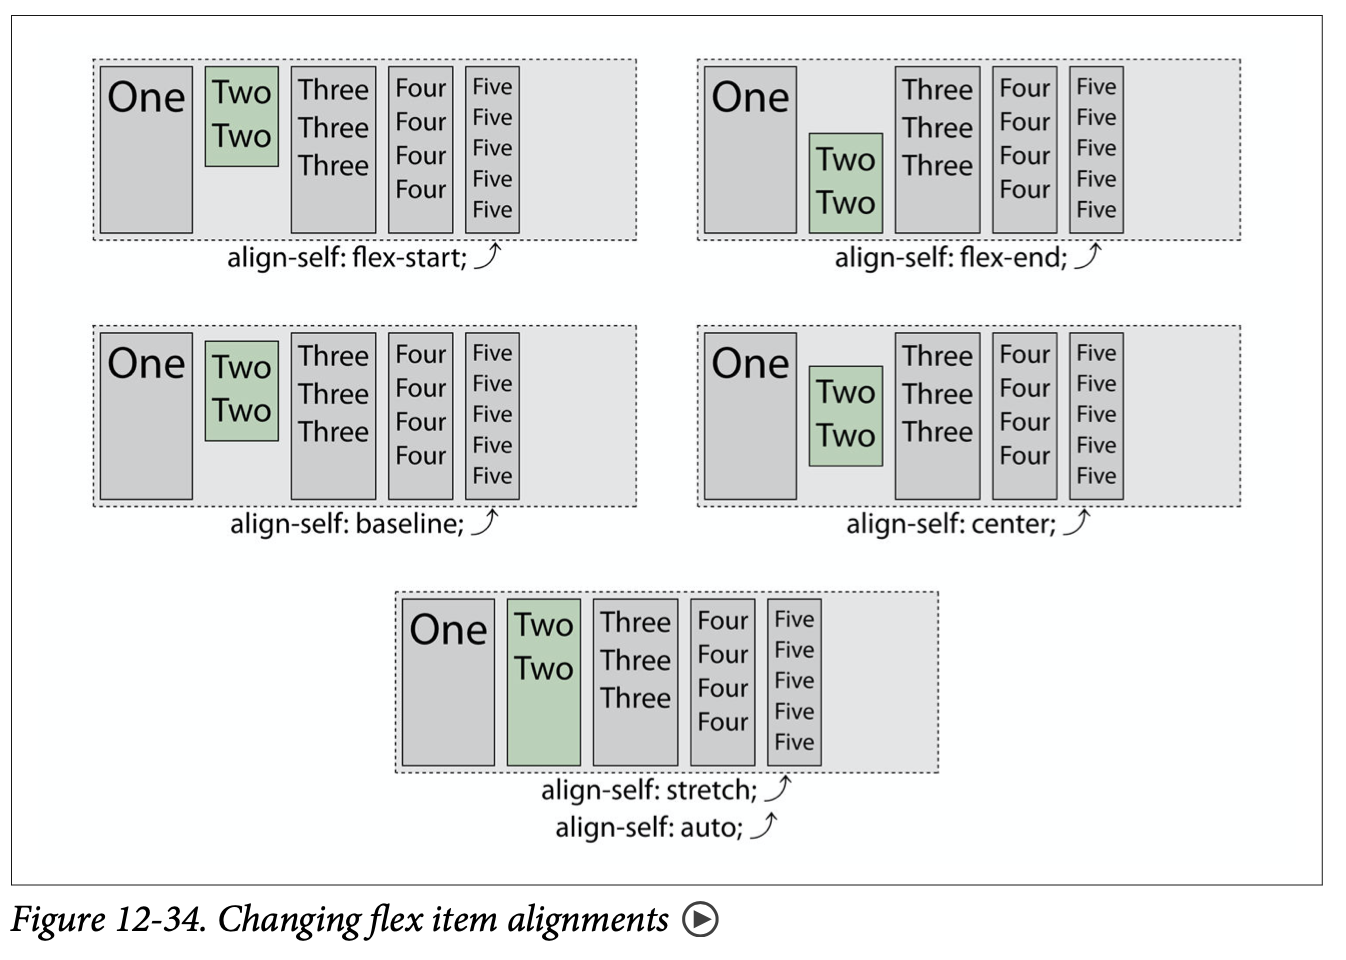 One Two Three Four Five
Two Three Four Five
Three Four Five
Four Five
Five
align-self: flex-start;
One Three Four Five
Three Four Five
Two Three Four Five
Two Four Five
Five
align-self: flex-end;
One Two Three Four Five
Two Three Four Five
Three Four Five
Four Five
Five
align-self: baseline;
One Three Four Five
Two Three Four Five
Two Three Four Five
Four Five
Five
align-self: center;
One Two Three Four Five
Two Three Four Five
Three Four Five
Four Five
Five
align-self: stretch;
align-self: auto;
Figure 12-34. Changing flex item alignments